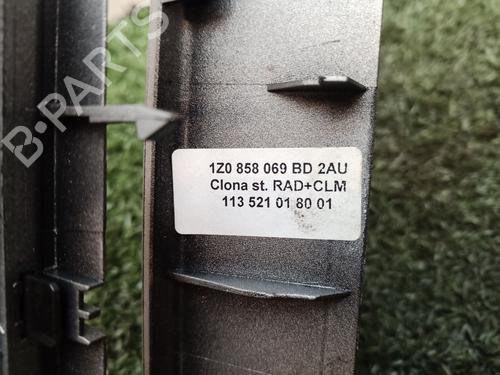 B-PARTS
1Z0 858 069 BD 2AU
Clona st. RAD+CLM
113 521 01 80 01